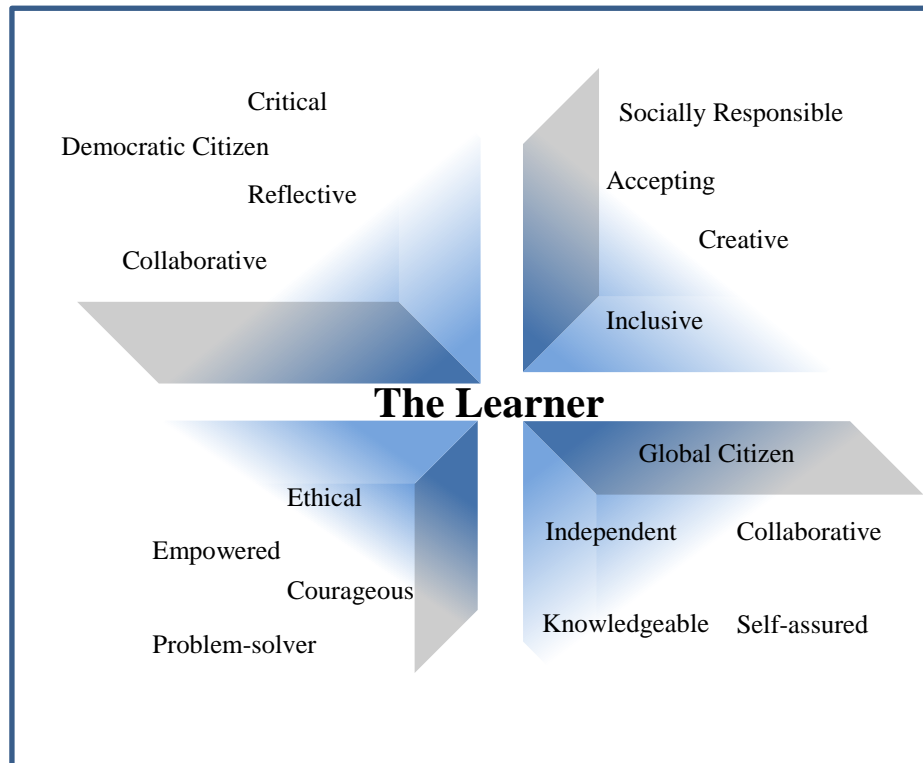 Critical
Democratic Citizen
Reflective
Collaborative
Socially Responsible
Accepting
Creative
Inclusive
The Learner
Ethical
Empowered
Courageous
Problem-solver
Global Citizen
Independent Collaborative
Knowledgeable Self-assured